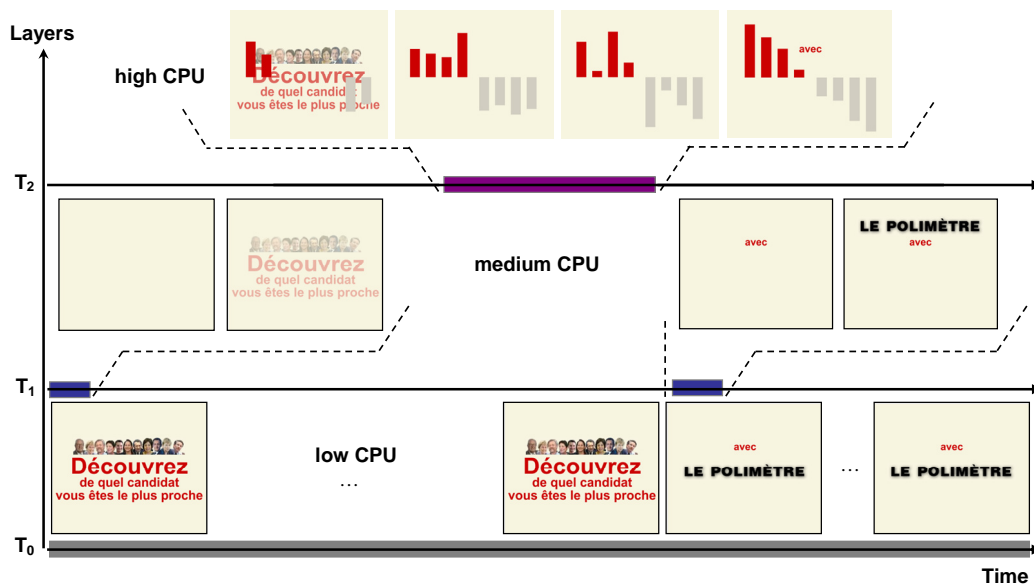 Layers
high CPU
Découvrez
de quel candidat
vous êtes le plus proche
avec
T2
Découvrez
de quel candidat
vous êtes le plus proche
medium CPU
avec
LE POLIMÈTRE
avec
T1
Découvrez
de quel candidat
vous êtes le plus proche
low CPU
...
Découvrez
de quel candidat
vous êtes le plus proche
avec
LE POLIMÈTRE
...
avec
LE POLIMÈTRE
T0
Time